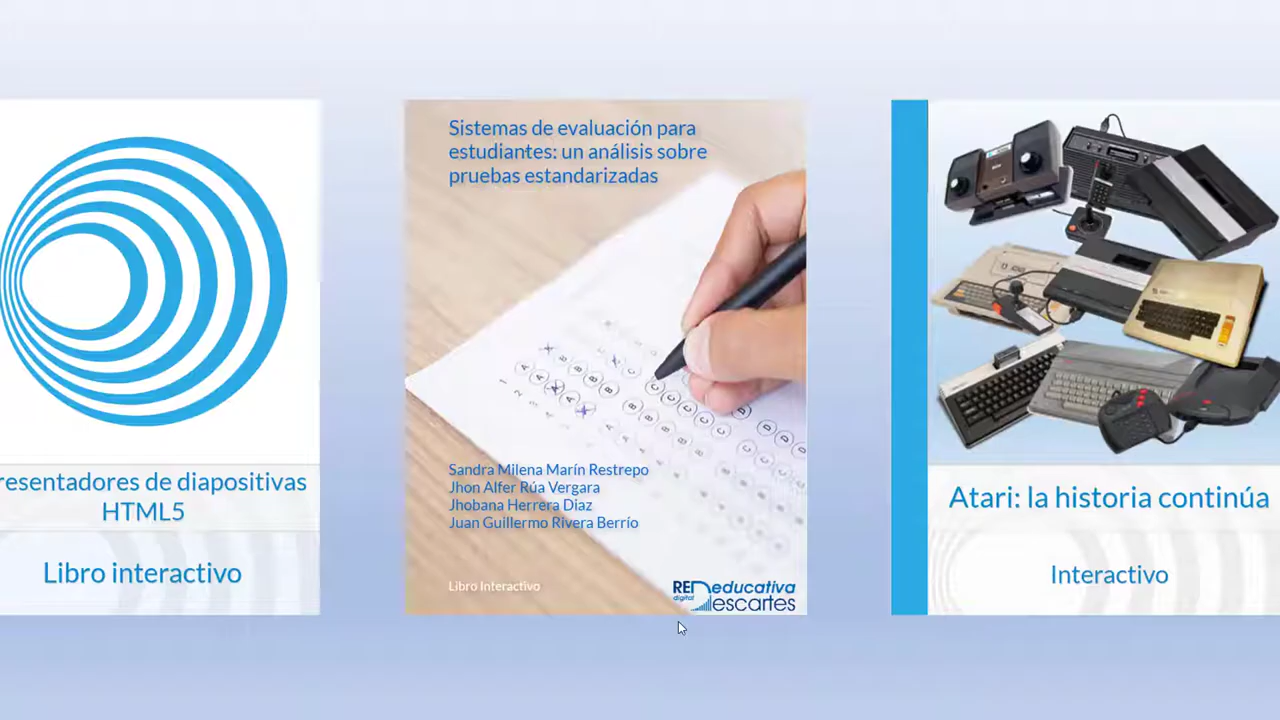 resentadores de diapositivas
HTML5
Libro interactivo
Sistemas de evaluación para
estudiantes: un análisis sobre
pruebas estandarizadas
Sandra Milena Marín Restrepo
Jhon Alfer Rúa Vergara
Jhobana Herrera Diaz
Juan Guillermo Rivera Berrío
Libro Interactivo
RED educativa
digital Descartes
Atari: la historia continúa
Interactivo